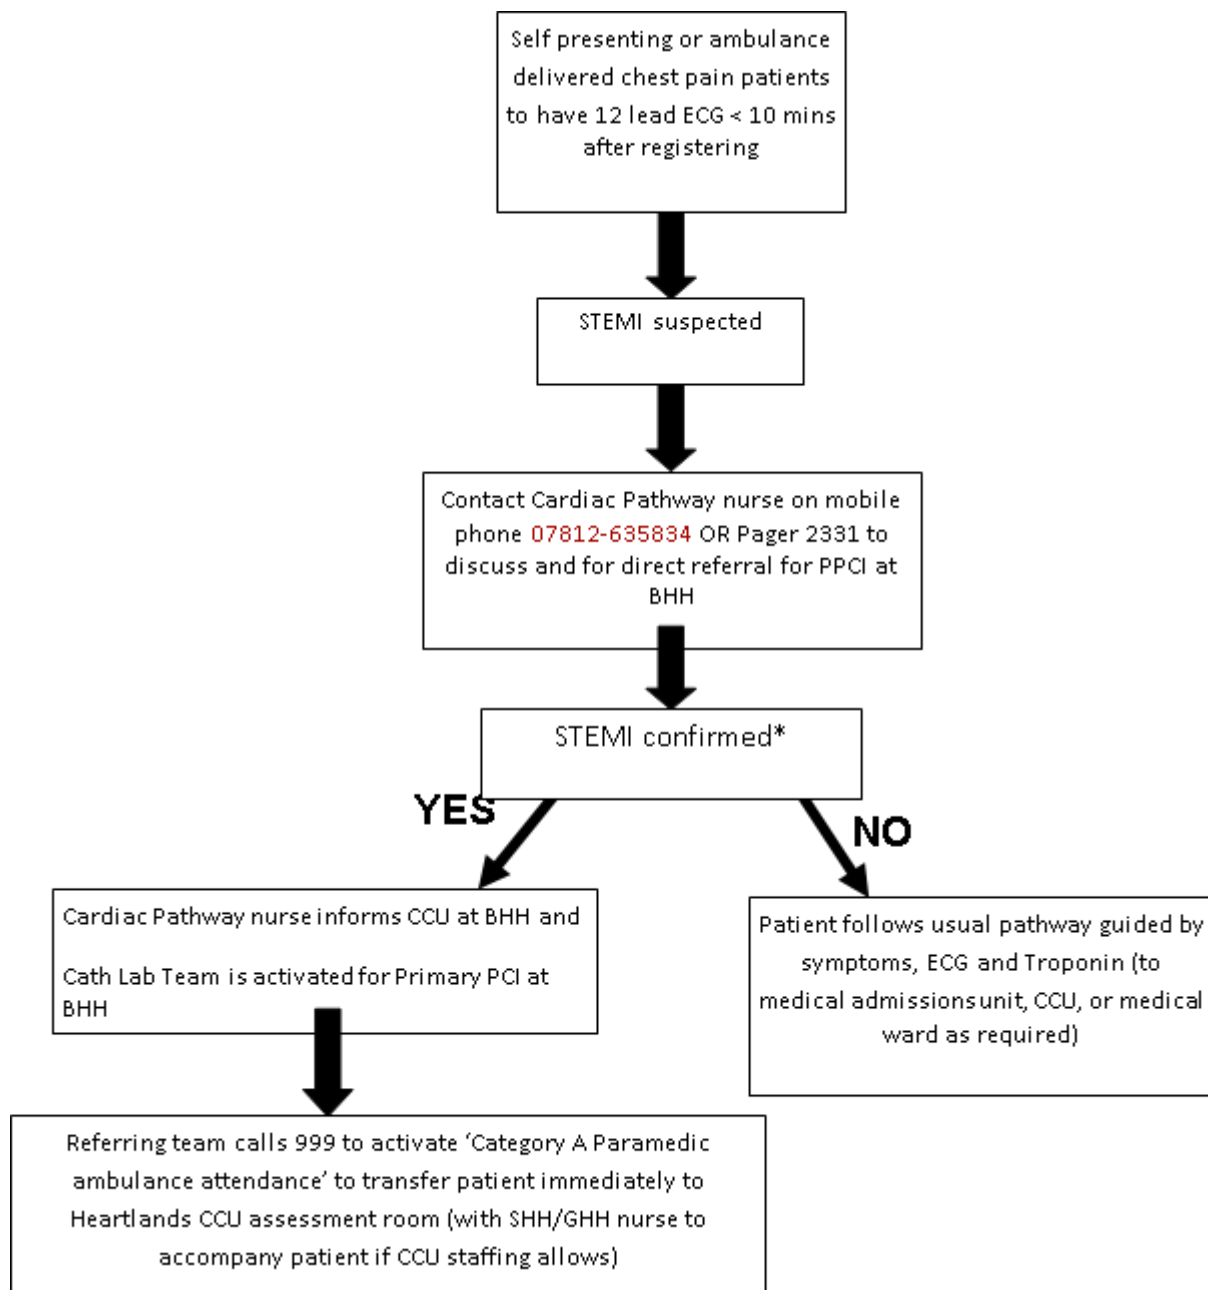 Self presenting or ambulance
delivered chest pain patients
to have 12 lead ECG < 10 mins
after registering
STEMI suspected
Contact Cardiac Pathway nurse on mobile
phone 07812-635834 OR Pager 2331 to
discuss and for direct referral for PPCI at
BHH
STEMI confirmed*
YES
NO
Cardiac Pathway nurse informs CCU at BHH and
Cath Lab Team is activated for Primary PCI at
BHH
Patient follows usual pathway guided by
symptoms, ECG and Troponin (to
medical admissionsunit, CCU, or medical
ward as required)
Referring team calls 999 to activate ‘Category A Paramedic
ambulance attendance’ to transfer patient immediately to
Heartlands CCU assessment room (with SHH/GHH nurse to
accompany patient if CCU staffing allows)